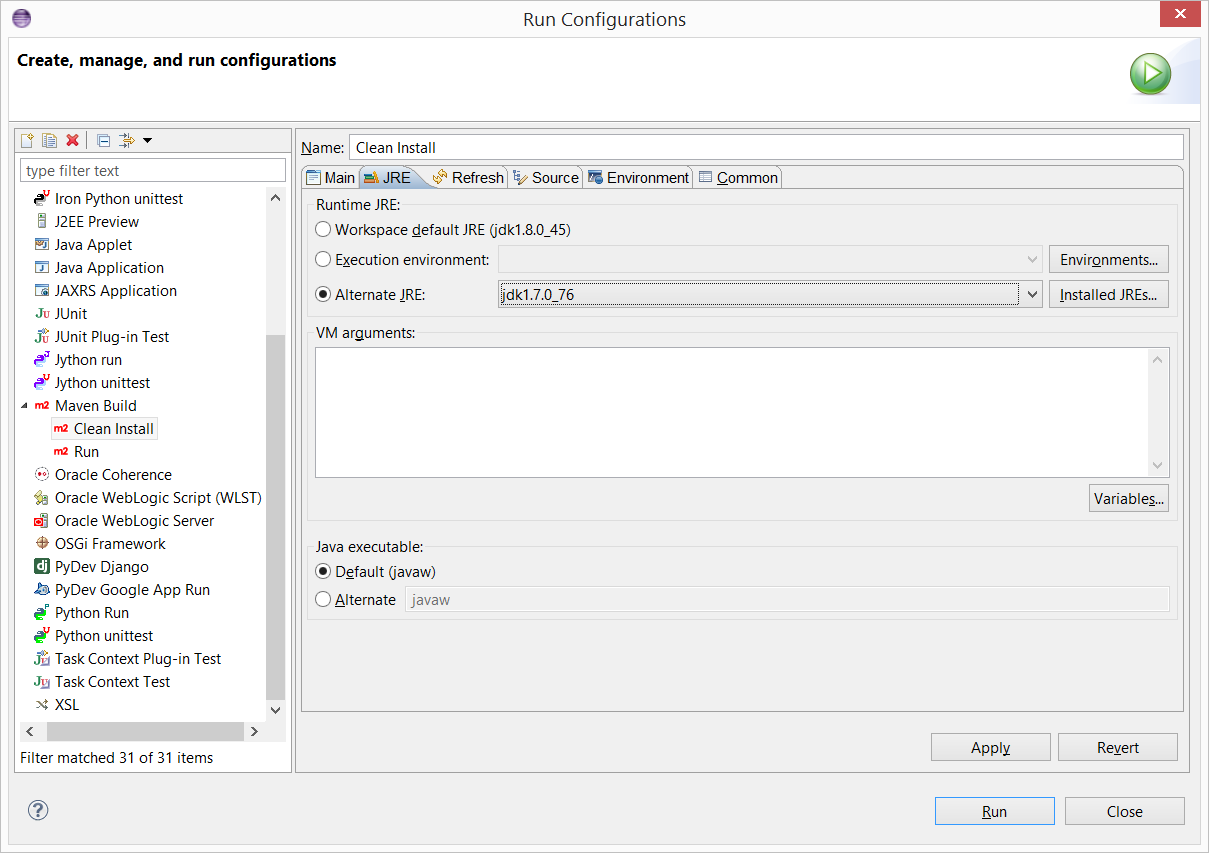 Run Configurations
Create, manage, and run configurations
type filter text
Iron Python unittest
J2EE Preview
Java Applet
Java Application
JAXRS Application
Ju JUnit
JUnit Plug-in Test
Jython run
Jython unittest
m2 Maven Build
m2 Clean Install
m2 Run
Oracle Coherence
Oracle WebLogic Script (WLST)
Oracle WebLogic Server
OSGi Framework
dj PyDev Django
PyDev Google App Run
Python Run
Python unittest
Task Context Plug-in Test
Task Context Test
XSL
Filter matched 31 of 31 items
Name: Clean Install
Main JRE Refresh Source Environment Common
Runtime JRE:
Workspace default JRE (jdk1.8.0_45)
Execution environment: Environments...
Alternate JRE: jdk1.7.0_76 Installed JREs...
VM arguments:
Variables...
Java executable:
Default (javaw)
Alternate javaw
Apply Revert
? Run Close